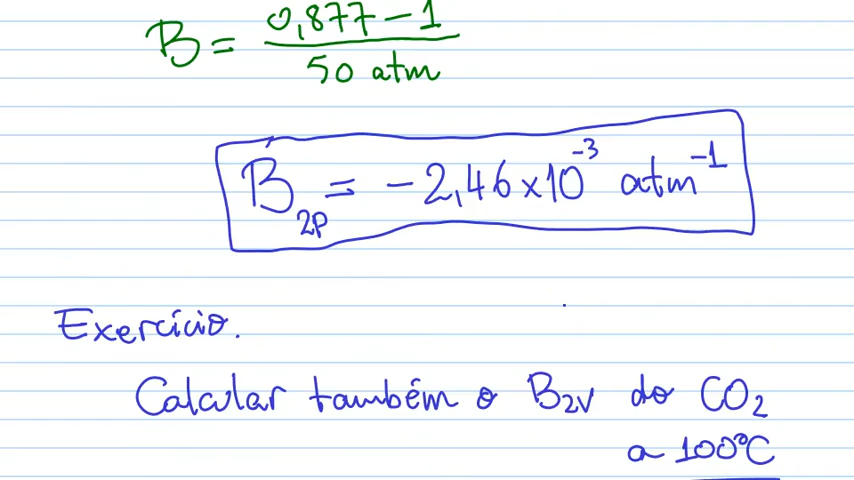 B = 0,877 - 1
50 atm
B2P = - 2,46 x 10^-3 atm^-1
Exercício.
Calcular também o B2V do CO2
a 100°C